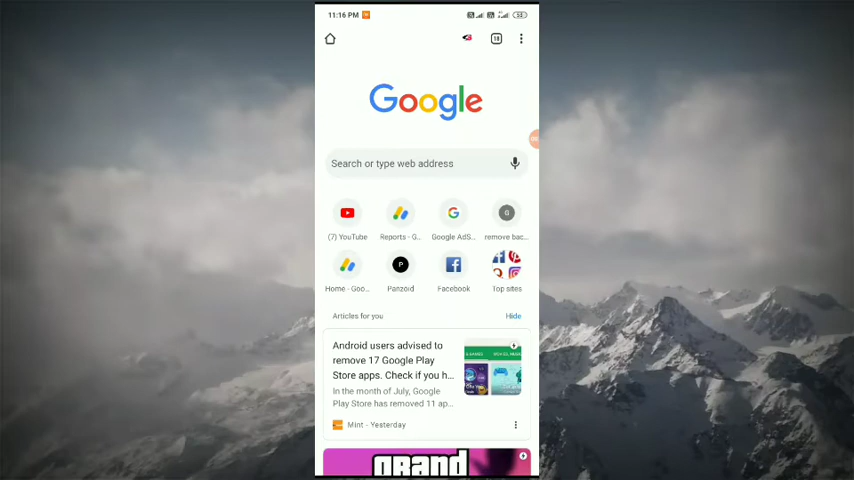 11:16 PM
Google
Search or type web address
(7) YouTube
Reports - G...
Google AdS...
G
remove bac...
P
Home - Goo...
Panzoid
Facebook
Top sites
Articles for you
Hide
Android users advised to
remove 17 Google Play
Store apps. Check if you h...
In the month of July, Google
Play Store has removed 11 ap...
Mint - Yesterday
GRAND